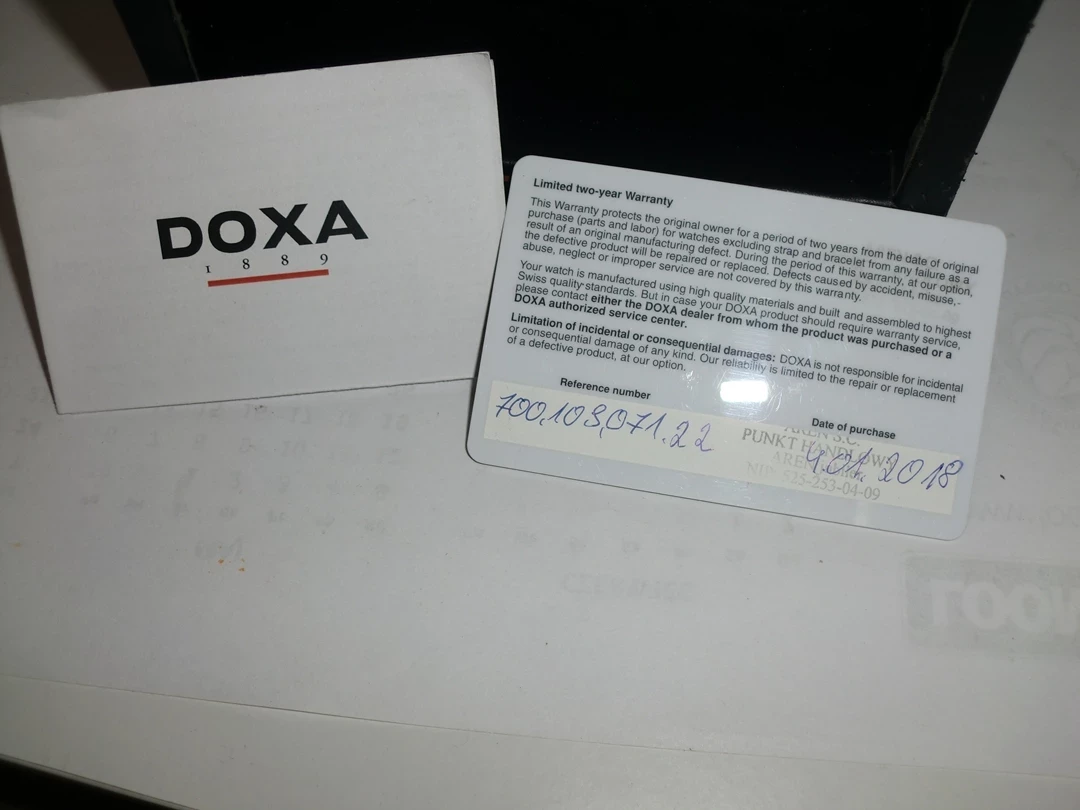 DOXA
1 8 8 9
Limited two-year Warranty
This Warranty protects the original owner for a period of two years from the date of original
purchase (parts and labor) for watches excluding strap and bracelet from any failure as a
result of an original manufacturing defect. During the period of this warranty, at our option,
the defective product will be repaired or replaced. Defects caused by accident, misuse,
abuse, neglect or improper service are not covered by this warranty.
Your watch is manufactured using high quality materials and built and assembled to highest
Swiss quality standards. But in case your DOXA product should require warranty service,
please contact either the DOXA dealer from whom the product was purchased or a
DOXA authorized service center.
Limitation of incidental or consequential damages: DOXA is not responsible for incidental
or consequential damage of any kind. Our reliability is limited to the repair or replacement
of a defective product, at our option.
Reference number
700.103.071.22
Date of purchase
AREN S.C.
PUNKT HANDLOWY
4.01.2018
AREN
NIP: 525-253-04-09